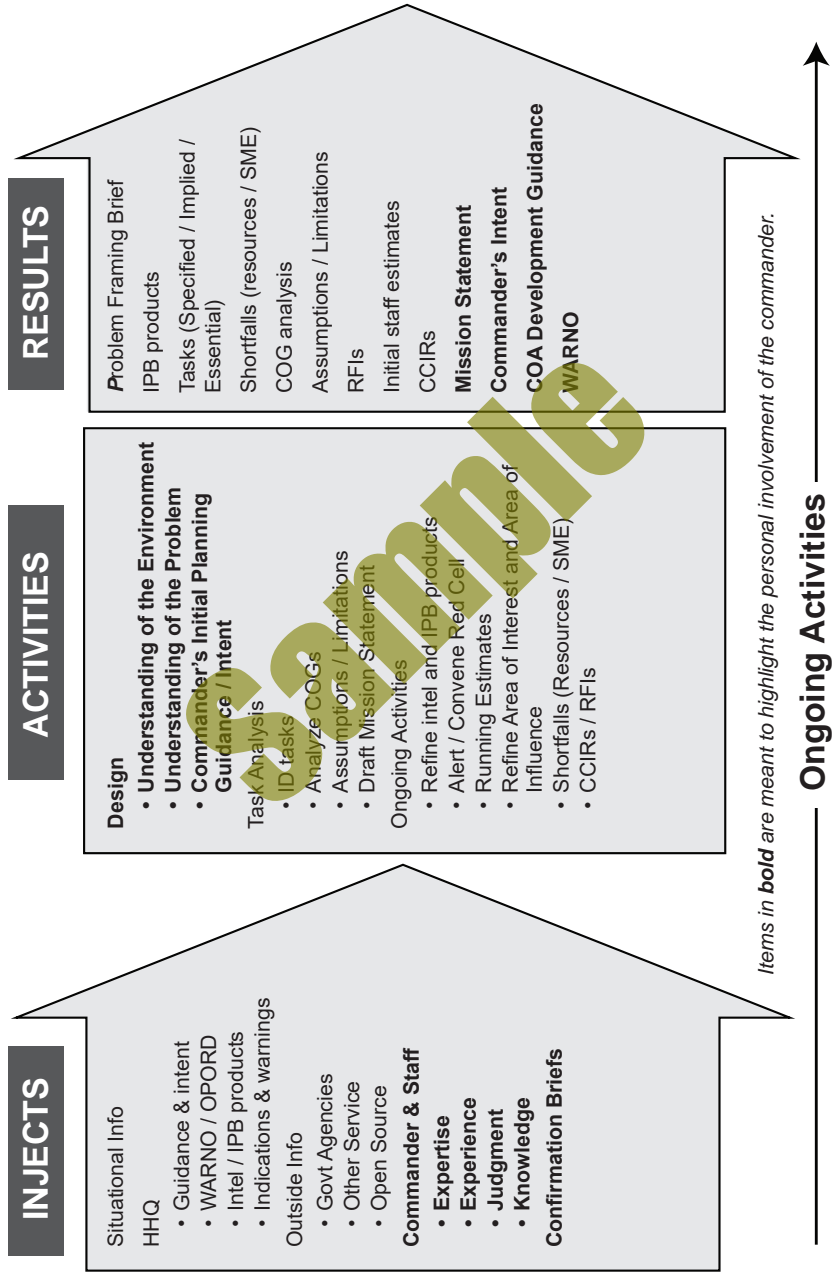 INJECTS
Situational Info
HHQ
• Guidance & intent
• WARNO / OPORD
• Intel / IPB products
• Indications & warnings
Outside Info
• Govt Agencies
• Other Service
• Open Source
Commander & Staff
• Expertise
• Experience
• Judgment
• Knowledge
Confirmation Briefs
ACTIVITIES
Design
• Understanding of the Environment
• Understanding of the Problem
• Commander's Initial Planning
Guidance / Intent
Task Analysis
• ID tasks
• Analyze COGs
• Assumptions / Limitations
• Draft Mission Statement
Ongoing Activities
• Refine intel and IPB products
• Alert / Convene Red Cell
• Running Estimates
• Refine Area of Interest and Area of
Influence
• Shortfalls (Resources / SME)
• CCIRs / RFIs
RESULTS
Problem Framing Brief
IPB products
Tasks (Specified / Implied /
Essential)
Shortfalls (resources / SME)
COG analysis
Assumptions / Limitations
RFIs
Initial staff estimates
CCIRs
Mission Statement
Commander's Intent
COA Development Guidance
WARNO
Sample
Items in bold are meant to highlight the personal involvement of the commander.
Ongoing Activities